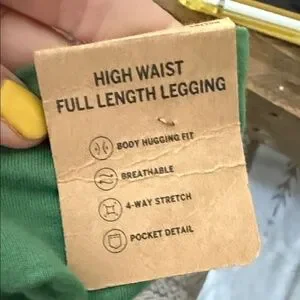 HIGH WAIST
FULL LENGTH LEGGING
BODY HUGGING FIT
BREATHABLE
4-WAY STRETCH
POCKET DETAIL